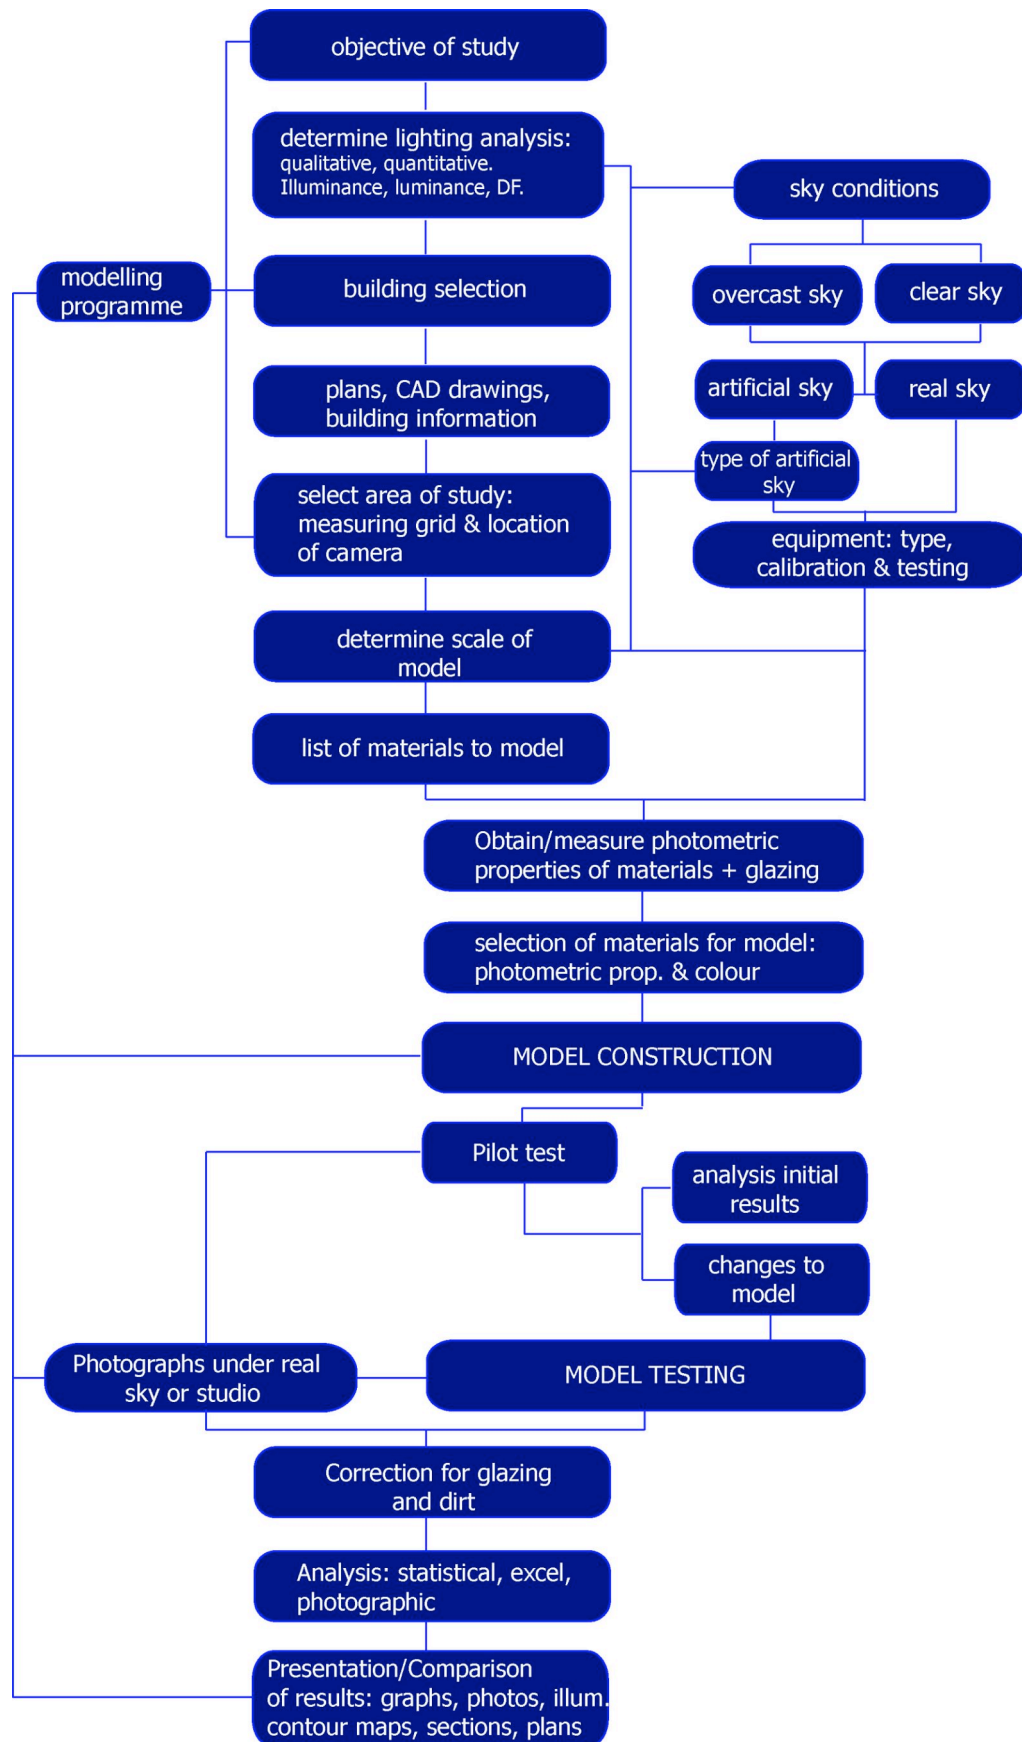 objective of study
determine lighting analysis:
qualitative, quantitative.
Illuminance, luminance, DF.
sky conditions
modelling
programme
building selection
overcast sky
clear sky
plans, CAD drawings,
building information
artificial sky
real sky
type of artificial
sky
select area of study:
measuring grid & location
of camera
equipment: type,
calibration & testing
determine scale of
model
list of materials to model
Obtain/measure photometric
properties of materials + glazing
selection of materials for model:
photometric prop. & colour
MODEL CONSTRUCTION
Pilot test
analysis initial
results
changes to
model
Photographs under real
sky or studio
MODEL TESTING
Correction for glazing
and dirt
Analysis: statistical, excel,
photographic
Presentation/Comparison
of results: graphs, photos, illum.
contour maps, sections, plans